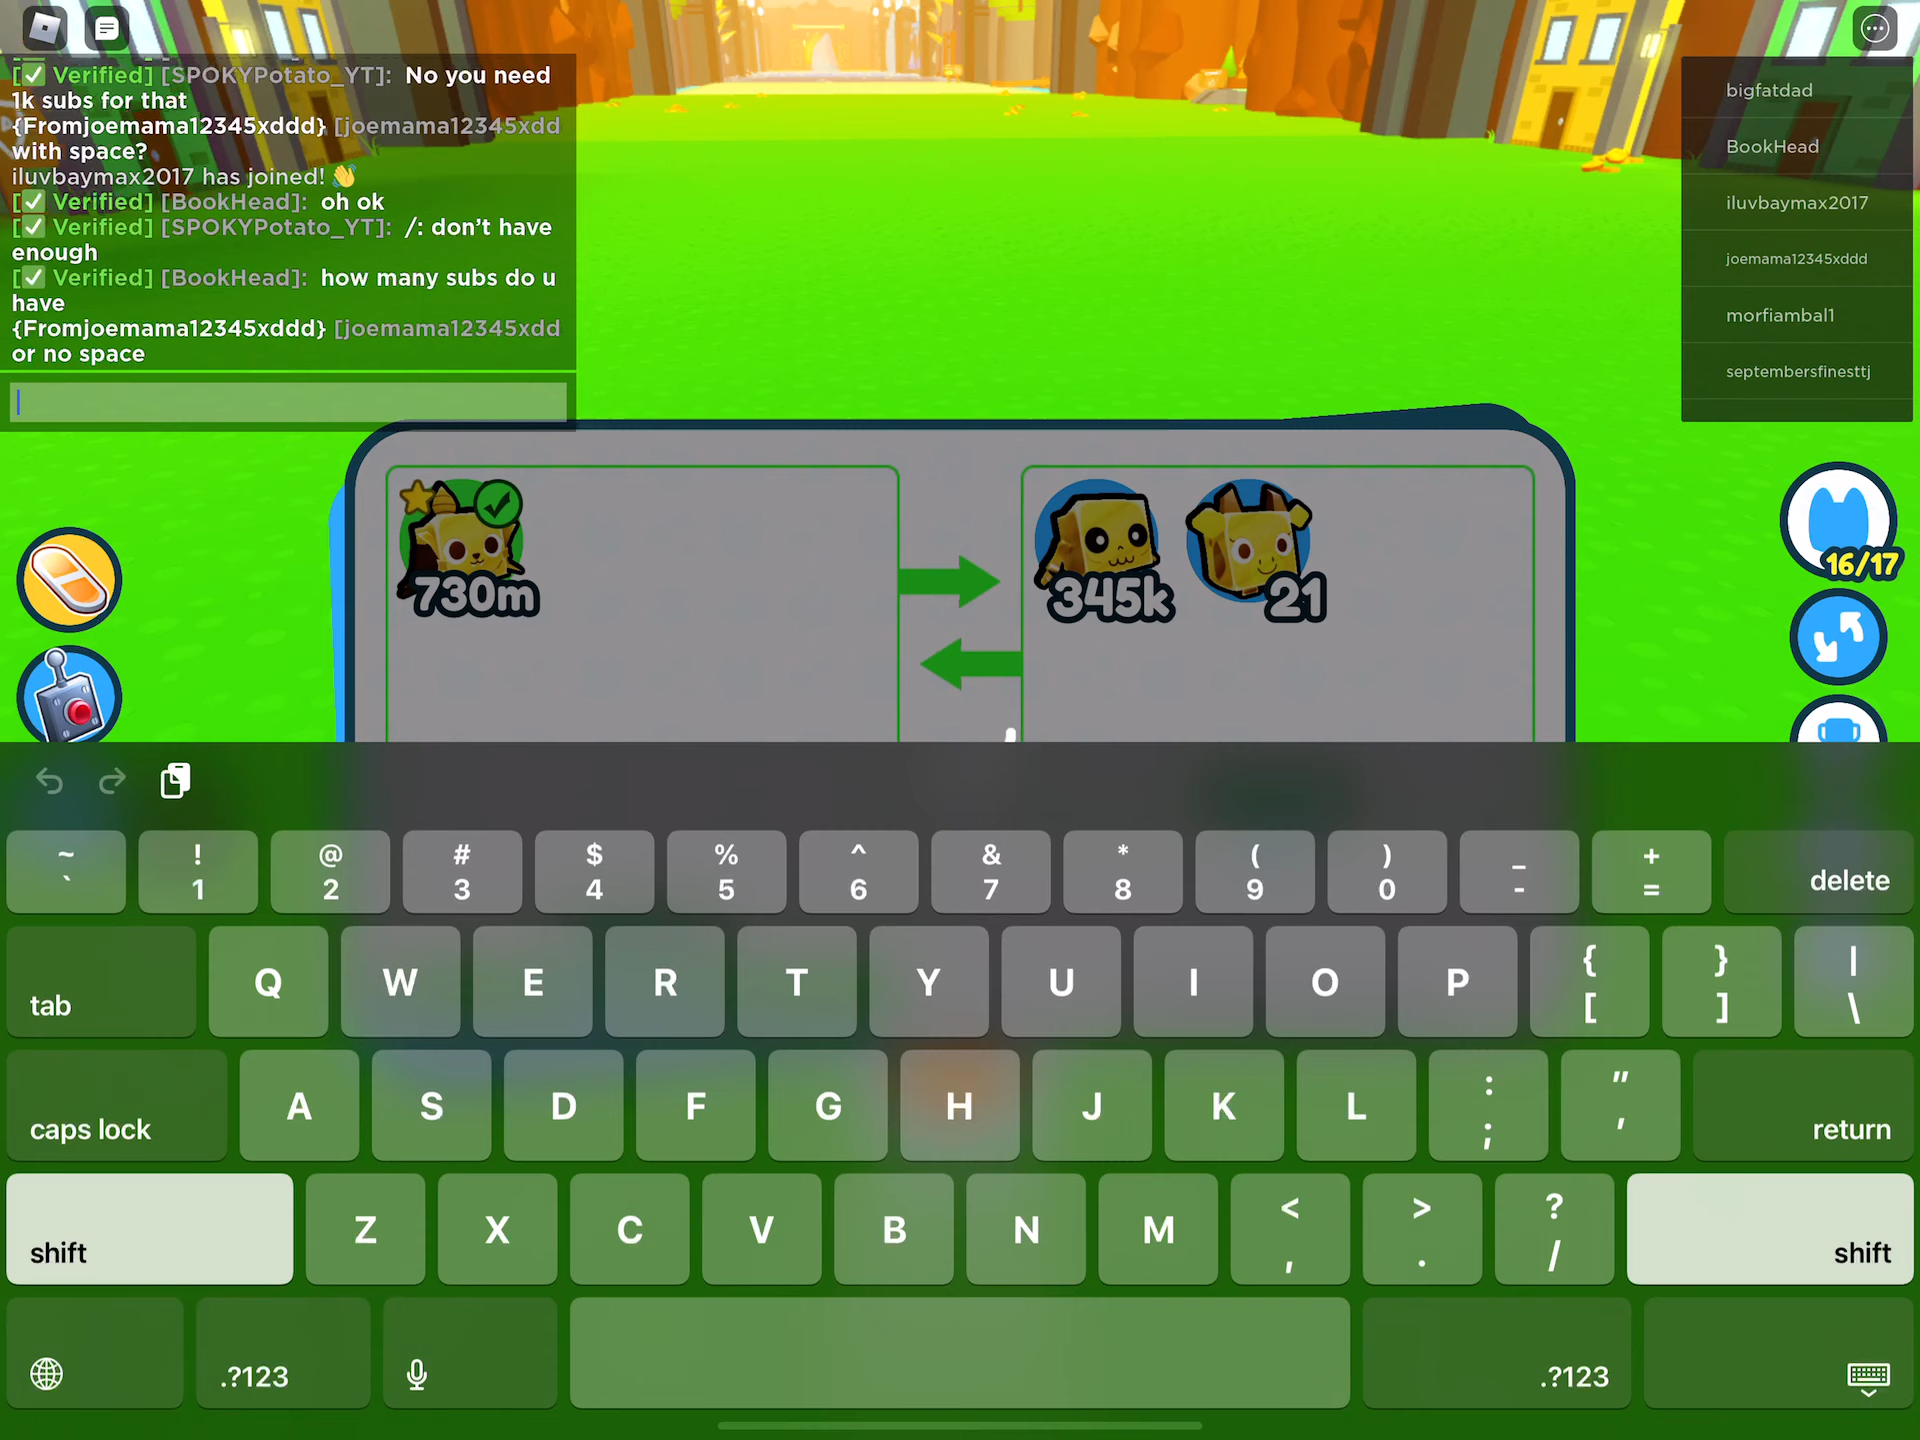 [✅ Verified] [SPOKYPotato_YT]: No you need
1k subs for that
{Fromjoemama12345xddd} [joemama12345xdd
with space?
iluvbaymax2017 has joined! 👋
[✅ Verified] [BookHead]: oh ok
[✅ Verified] [SPOKYPotato_YT]: /: don’t have
enough
[✅ Verified] [BookHead]: how many subs do u
have
{Fromjoemama12345xddd} [joemama12345xdd
or no space
bigfatdad
BookHead
iluvbaymax2017
joemama12345xddd
morfiambal1
septembersfinesttj
730m
345k
21
16/17
~ ! @ # $ % ^ & * ( ) _ +
` 1 2 3 4 5 6 7 8 9 0 - = delete
tab Q W E R T Y U I O P { [ } ] | \
caps lock A S D F G H J K L : ; " ' return
shift Z X C V B N M < , > . ? / shift
.?123 .?123